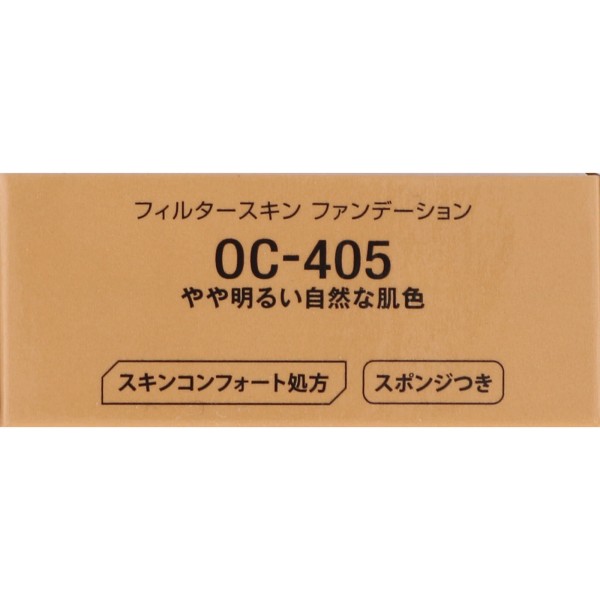 フィルタースキン ファンデーション
OC-405
やや明るい自然な肌色
スキンコンフォート処方
スポンジつき